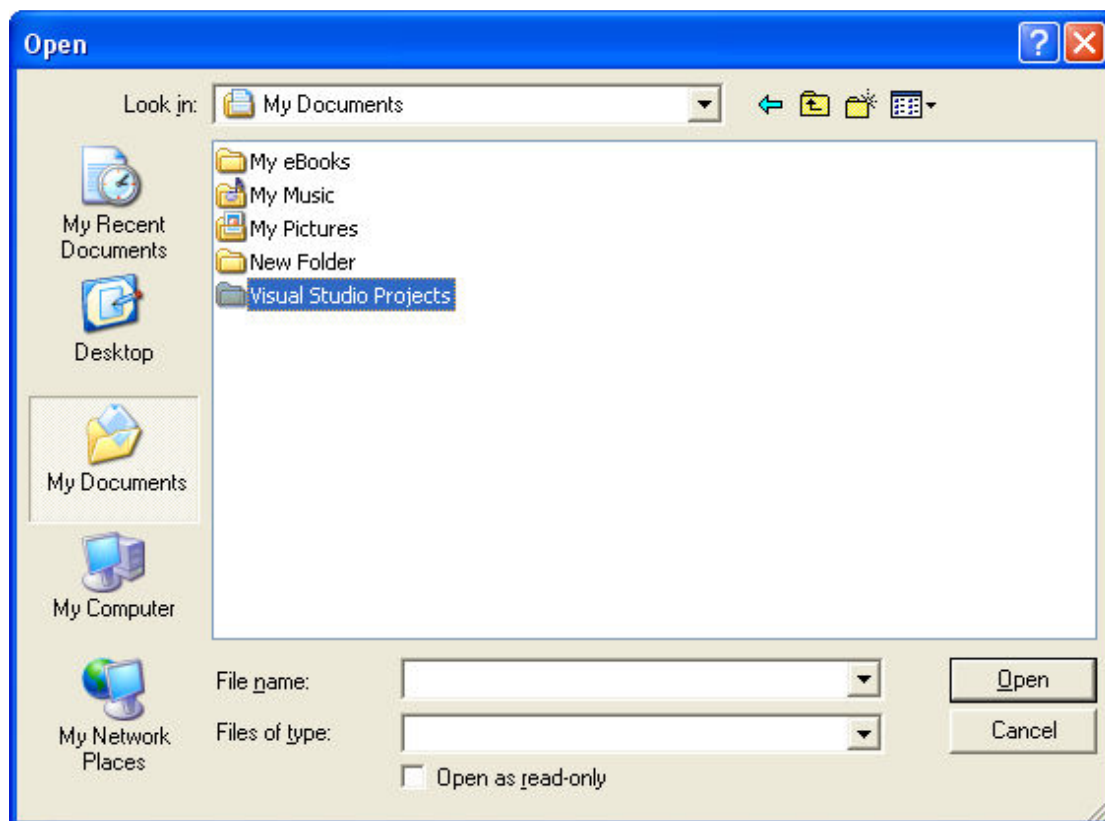 Open
Look in:
My Documents
My eBooks
My Music
My Pictures
New Folder
Visual Studio Projects
My Recent
Documents
Desktop
My Documents
My Computer
My Network
Places
File name:
Open
Files of type:
Cancel
Open as read-only